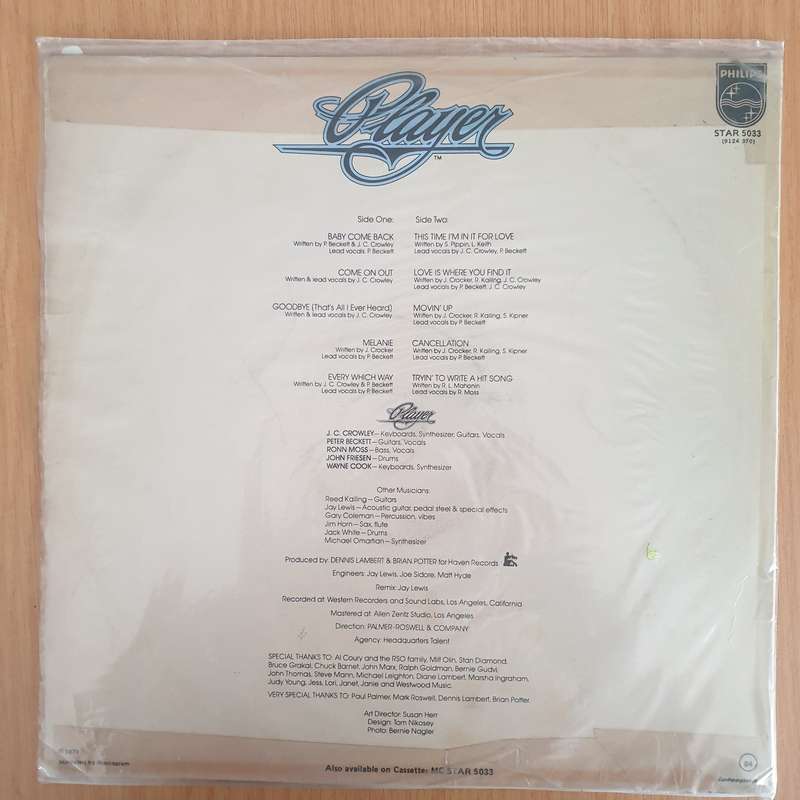 Player
TM
PHILIPS
STAR 5033
(9124 370)
Side One:
BABY COME BACK
Written by P. Beckett & J. C. Crowley
Lead vocals P. Beckett
COME ON OUT
Written & lead vocals by J. C. Crowley
GOODBYE (That's All I Ever Heard)
Written & lead vocals by J. C. Crowley
MELANIE
Written by J. Crocker
Lead vocals by P. Beckett
EVERY WHICH WAY
Written by J. C. Crowley & P. Beckett
Lead vocals by P. Beckett
Side Two:
THIS TIME I'M IN IT FOR LOVE
Written by S. Pippin, L. Keith
Lead vocals by J. C. Crowley, P. Beckett
LOVE IS WHERE YOU FIND IT
Written by J. Crocker, R. Kailing, J. C. Crowley
Lead vocals by P. Beckett, J. C. Crowley
MOVIN' UP
Written by J. Crocker, R. Kailing, S. Kipner
Lead vocals by P. Beckett
CANCELLATION
Written by J. Crocker, R. Kailing, S. Kipner
Lead vocals by P. Beckett
TRYIN' TO WRITE A HIT SONG
Written by R. L. Mahonin
Lead vocals by R. Moss
Player
J. C. CROWLEY—Keyboards, Synthesizer, Guitars, Vocals
PETER BECKETT—Guitars, Vocals
RONN MOSS—Bass, Vocals
JOHN FRIESEN—Drums
WAYNE COOK—Keyboards, Synthesizer
Other Musicians:
Reed Kailing—Guitars
Jay Lewis—Acoustic guitar, pedal steel & special effects
Gary Coleman—Percussion, vibes
Jim Horn—Sax, flute
Jack White—Drums
Michael Omartian—Synthesizer
Produced by: DENNIS LAMBERT & BRIAN POTTER for Haven Records
Engineers: Jay Lewis, Joe Sidore, Matt Hyde
Remix: Jay Lewis
Recorded at: Western Recorders and Sound Labs, Los Angeles, California
Mastered at: Allen Zentz Studio, Los Angeles
Direction: PALMER-ROSWELL & COMPANY
Agency: Headquarters Talent
SPECIAL THANKS TO: Al Coury and the RSO family, Milt Olin, Stan Diamond,
Bruce Grakal, Chuck Barnet, John Marx, Ralph Goldman, Bernie Gudvi,
John Thomas, Steve Mann, Michael Leighton, Diane Lambert, Marsha Ingraham,
Judy Young, Jess, Lori, Janet, Janie and Westwood Music.
VERY SPECIAL THANKS TO: Paul Palmer, Mark Roswell, Dennis Lambert, Brian Potter.
Art Director: Susan Herr
Design: Tom Nikosey
Photo: Bernie Nagler
Marketed by
Also available on Cassette: MC STAR 5033